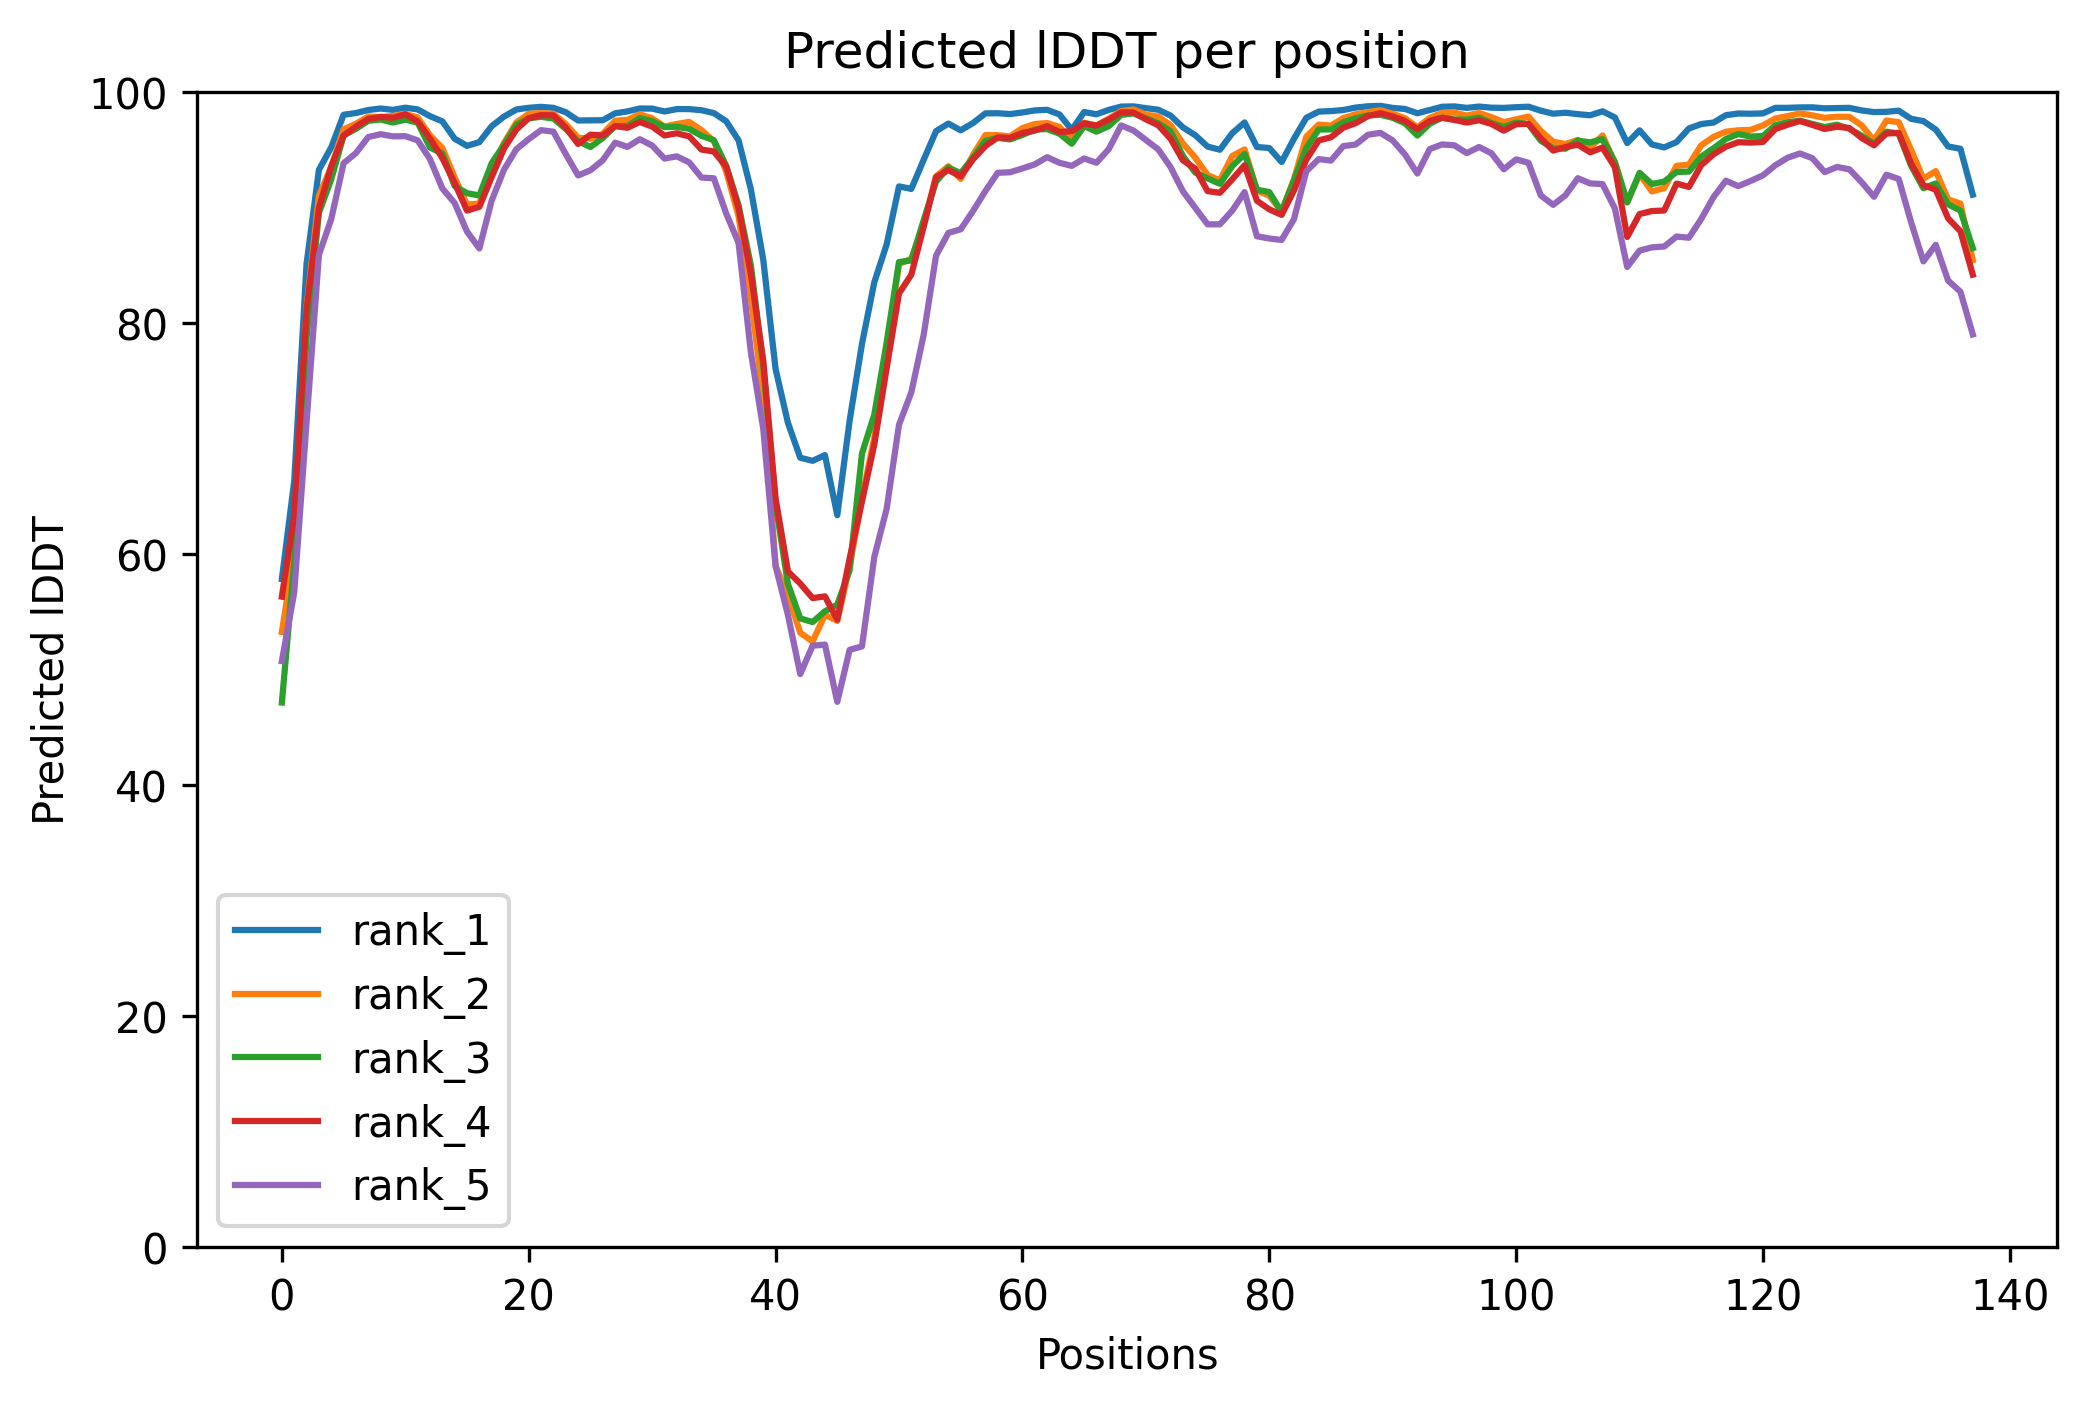 Predicted lDDT per position
100
80
60
40
20
0
Predicted lDDT
rank_1
rank_2
rank_3
rank_4
rank_5
0 20 40 60 80 100 120 140
Positions